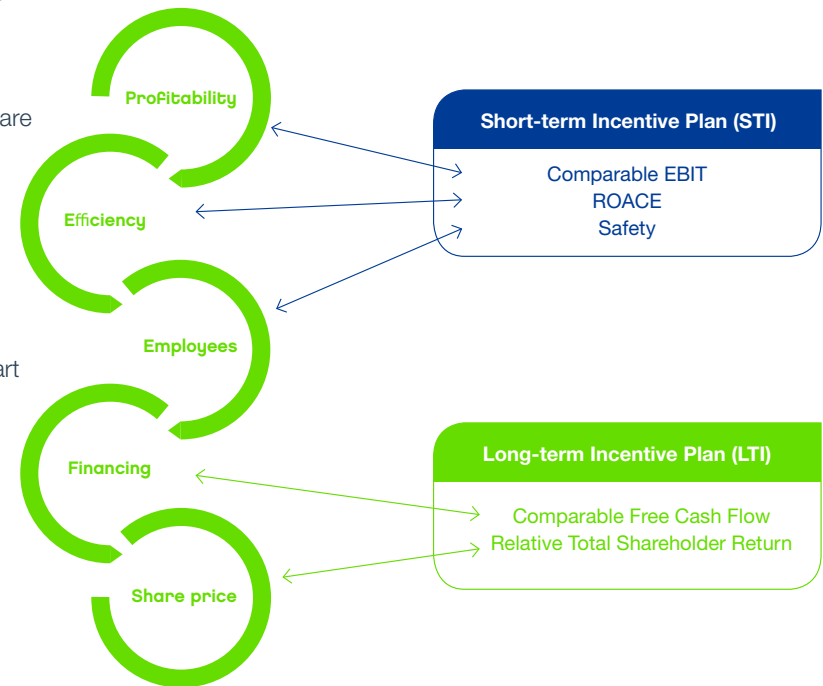 Profitability
are
Efficiency
Employees
art
Financing
Share price
Short-term Incentive Plan (STI)
Comparable EBIT
ROACE
Safety
Long-term Incentive Plan (LTI)
Comparable Free Cash Flow
Relative Total Shareholder Return